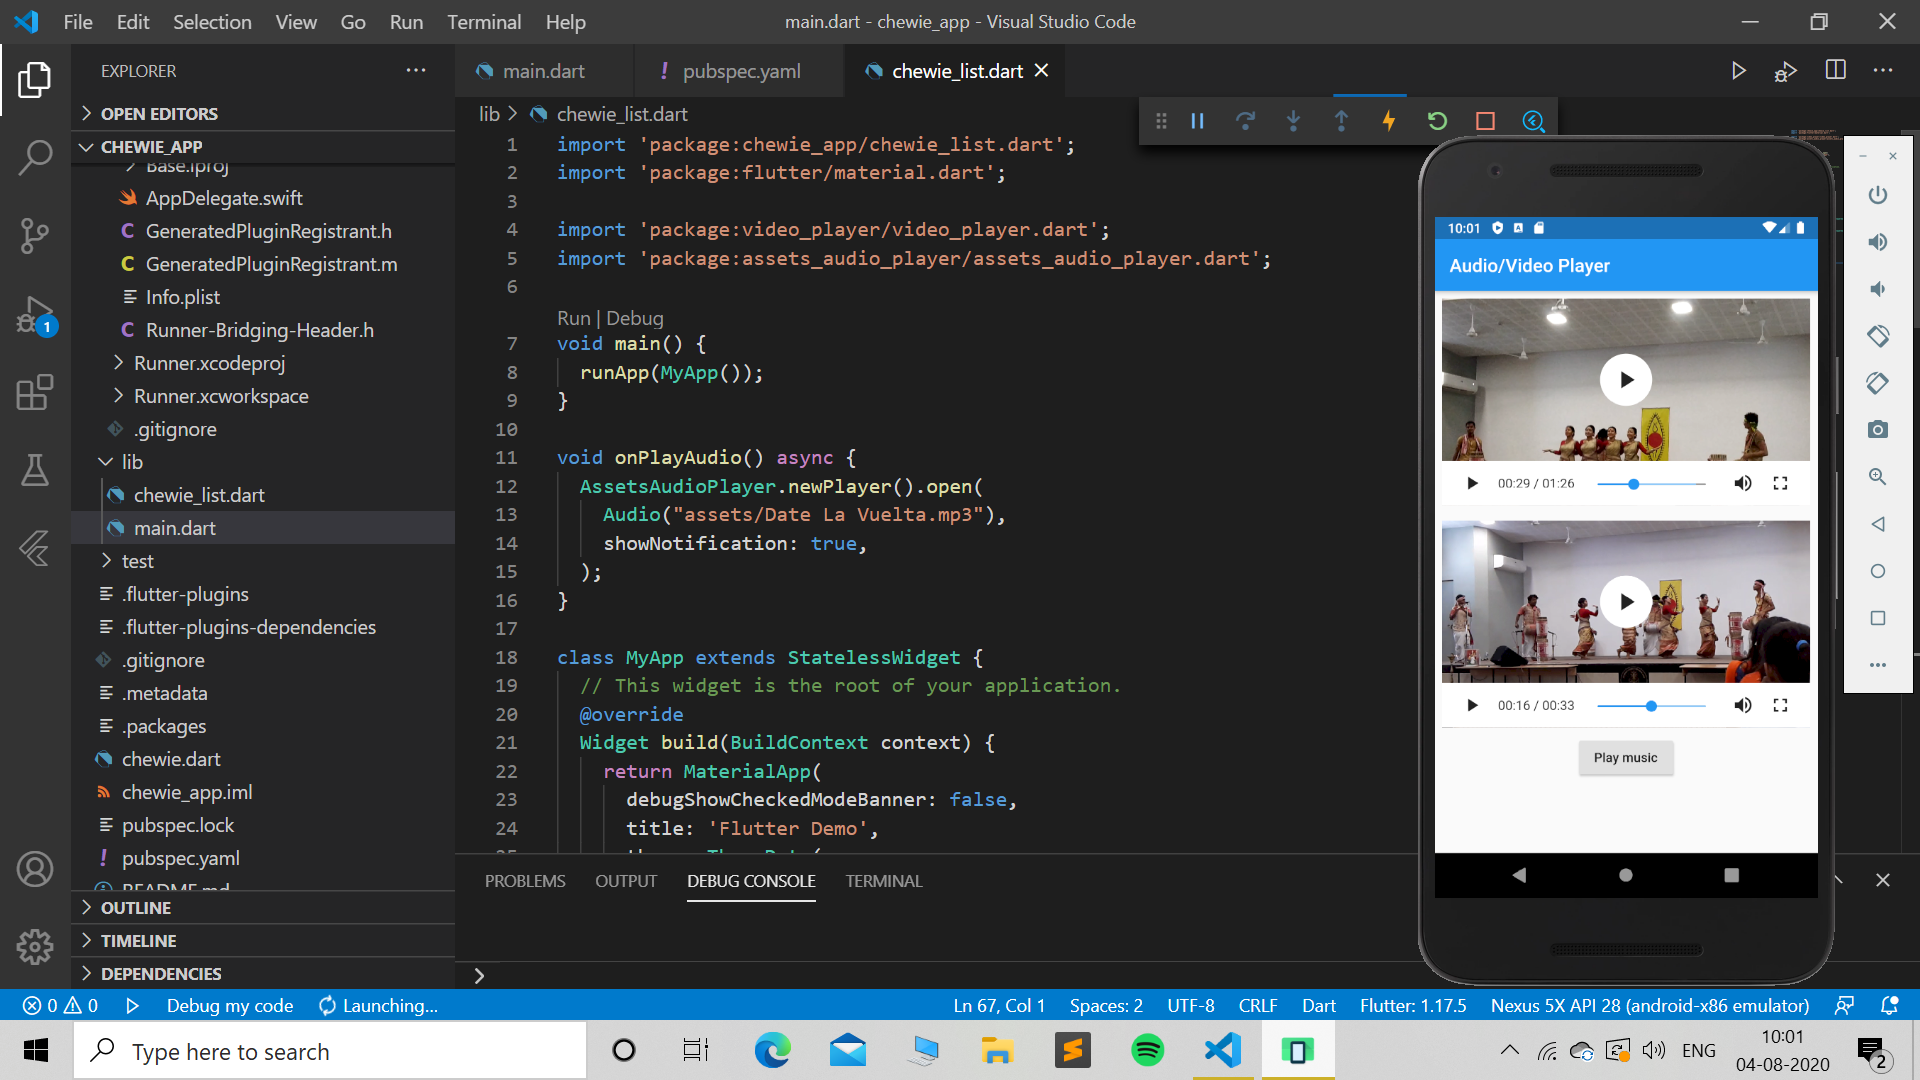 File Edit Selection View Go Run Terminal Help
main.dart - chewie_app - Visual Studio Code
EXPLORER
OPEN EDITORS
CHEWIE_APP
Base.lproj
AppDelegate.swift
C GeneratedPluginRegistrant.h
C GeneratedPluginRegistrant.m
Info.plist
C Runner-Bridging-Header.h
Runner.xcodeproj
Runner.xcworkspace
.gitignore
lib
chewie_list.dart
main.dart
test
.flutter-plugins
.flutter-plugins-dependencies
.gitignore
.metadata
.packages
chewie.dart
chewie_app.iml
pubspec.lock
! pubspec.yaml
README.md
OUTLINE
TIMELINE
DEPENDENCIES
1
main.dart ! pubspec.yaml chewie_list.dart
lib > chewie_list.dart
1 import 'package:chewie_app/chewie_list.dart';
2 import 'package:flutter/material.dart';
3
4 import 'package:video_player/video_player.dart';
5 import 'package:assets_audio_player/assets_audio_player.dart';
6
Run | Debug
7 void main() {
8 runApp(MyApp());
9 }
10
11 void onPlayAudio() async {
12 AssetsAudioPlayer.newPlayer().open(
13 Audio("assets/Date La Vuelta.mp3"),
14 showNotification: true,
15 );
16 }
17
18 class MyApp extends StatelessWidget {
19 // This widget is the root of your application.
20 @override
21 Widget build(BuildContext context) {
22 return MaterialApp(
23 debugShowCheckedModeBanner: false,
24 title: 'Flutter Demo',
PROBLEMS OUTPUT DEBUG CONSOLE TERMINAL
10:01
Audio/Video Player
00:29 / 01:26
00:16 / 00:33
Play music
0 0 Debug my code Launching...
Ln 67, Col 1 Spaces: 2 UTF-8 CRLF Dart Flutter: 1.17.5 Nexus 5X API 28 (android-x86 emulator)
Type here to search
ENG
10:01
04-08-2020
2